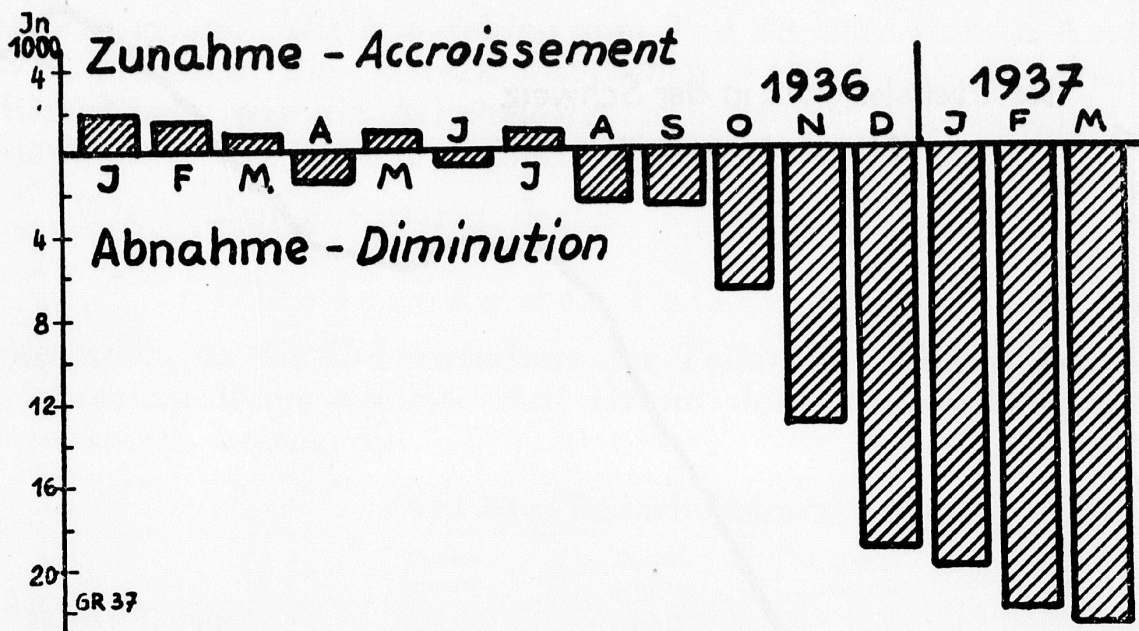 Jn
1000
Zunahme - Accroissement
4
1936 1937
A J A S O N D J F M
J F M. M J
4
Abnahme - Diminution
8
12
16
20
GR 37